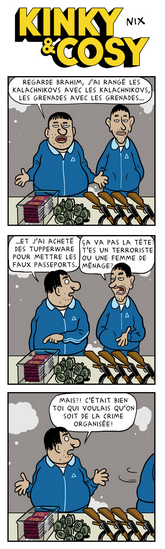 KINKY
& COSY
NIX
REGARDE BRAHIM, J'AI RANGÉ LES
KALACHNIKOVS AVEC LES KALACHNIKOVS,
LES GRENADES AVEC LES GRENADES...
...ET J'AI ACHETÉ
DES TUPPERWARE
POUR METTRE LES
FAUX PASSEPORTS.
ÇA VA PAS LA TÊTE!
T'ES UN TERRORISTE
OU UNE FEMME DE
MÉNAGE?
MAIS?! C'ÉTAIT BIEN
TOI QUI VOULAIS QU'ON
SOIT DE LA CRIME
ORGANISÉE!